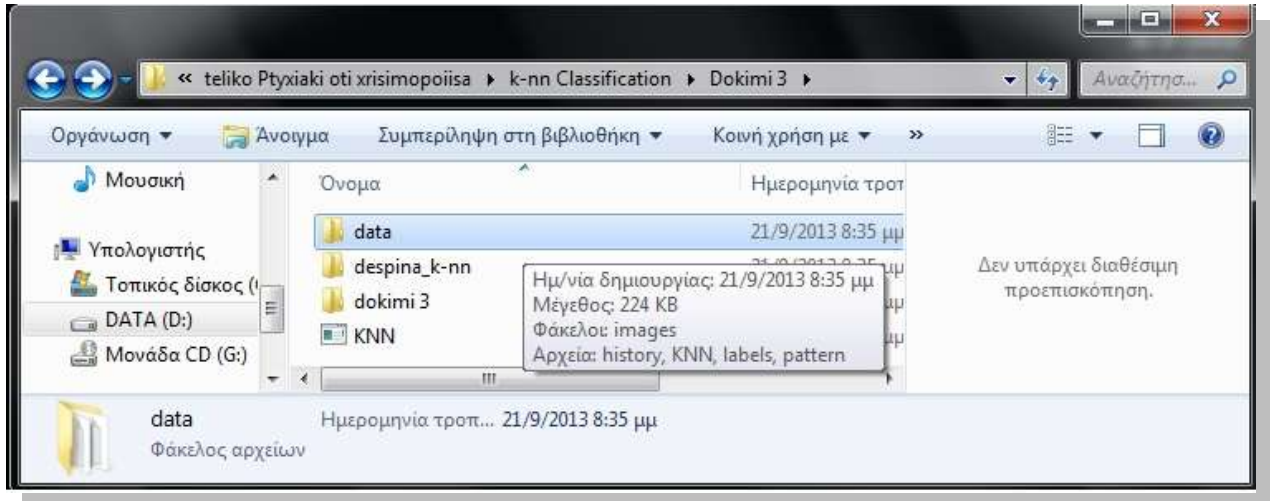 « teliko Ptyxiaki oti xrisimopoiisa ▸ k-nn Classification ▸ Dokimi 3 ▸ Αναζήτησ...
Οργάνωση Άνοιγμα Συμπερίληψη στη βιβλιοθήκη Κοινή χρήση με »
Μουσική
Υπολογιστής
Τοπικός δίσκος (
DATA (D:)
Μονάδα CD (G:)
Όνομα Ημερομηνία τροπ
data 21/9/2013 8:35 μμ
despina_k-nn
dokimi 3
KNN
Ημ/νία δημιουργίας: 21/9/2013 8:35 μμ
Μέγεθος: 224 KB
Φάκελοι: images
Αρχεία: history, KNN, labels, pattern
Δεν υπάρχει διαθέσιμη
προεπισκόπηση.
data Ημερομηνία τροπ... 21/9/2013 8:35 μμ
Φάκελος αρχείων